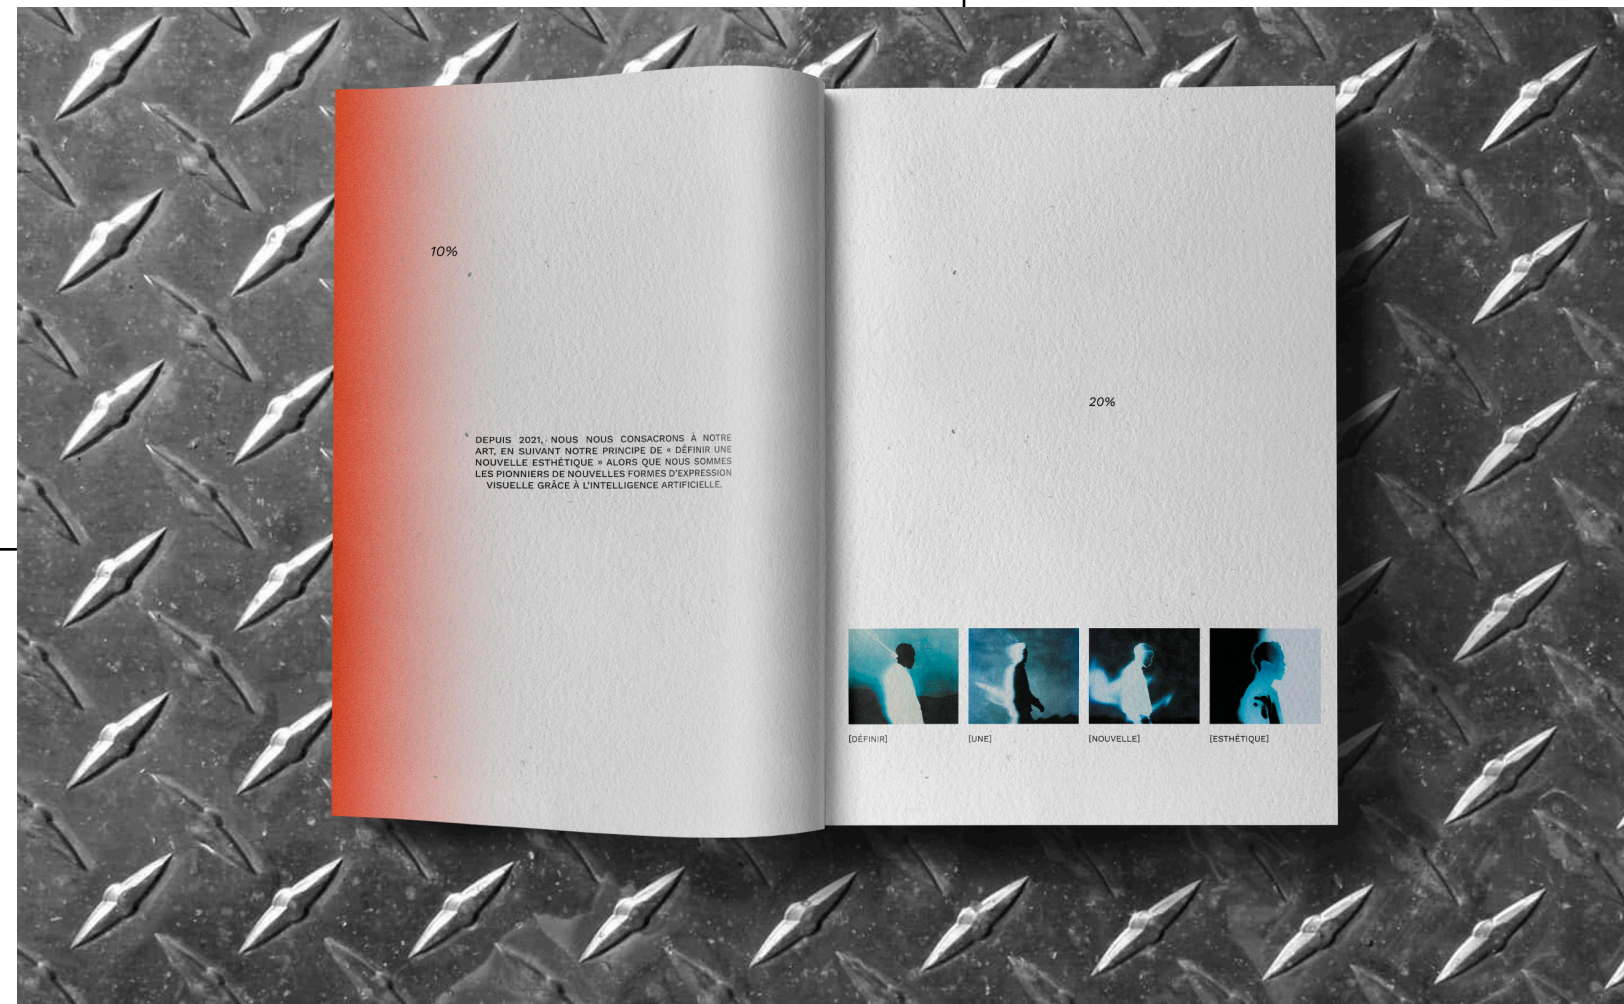 10%
DEPUIS 2021, NOUS NOUS CONSACRONS À NOTRE
ART, EN SUIVANT NOTRE PRINCIPE DE « DÉFINIR UNE
NOUVELLE ESTHÉTIQUE » ALORS QUE NOUS SOMMES
LES PIONNIERS DE NOUVELLES FORMES D'EXPRESSION
VISUELLE GRÂCE À L'INTELLIGENCE ARTIFICIELLE.
20%
[DÉFINIR]
[UNE]
[NOUVELLE]
[ESTHÉTIQUE]